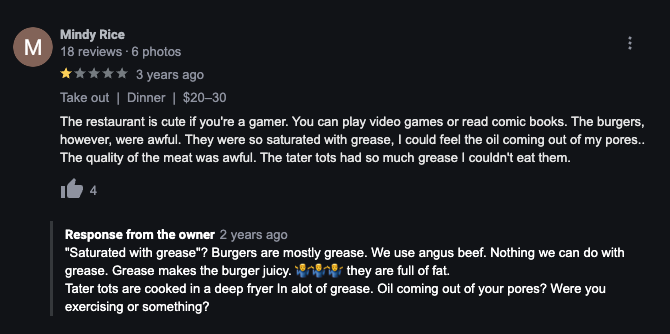 M
Mindy Rice
18 reviews · 6 photos
3 years ago
Take out | Dinner | $20–30
The restaurant is cute if you're a gamer. You can play video games or read comic books. The burgers,
however, were awful. They were so saturated with grease, I could feel the oil coming out of my pores..
The quality of the meat was awful. The tater tots had so much grease I couldn't eat them.
4
Response from the owner 2 years ago
"Saturated with grease"? Burgers are mostly grease. We use angus beef. Nothing we can do with
grease. Grease makes the burger juicy. 🤷‍♂️🤷‍♂️🤷‍♂️ they are full of fat.
Tater tots are cooked in a deep fryer In alot of grease. Oil coming out of your pores? Were you
exercising or something?